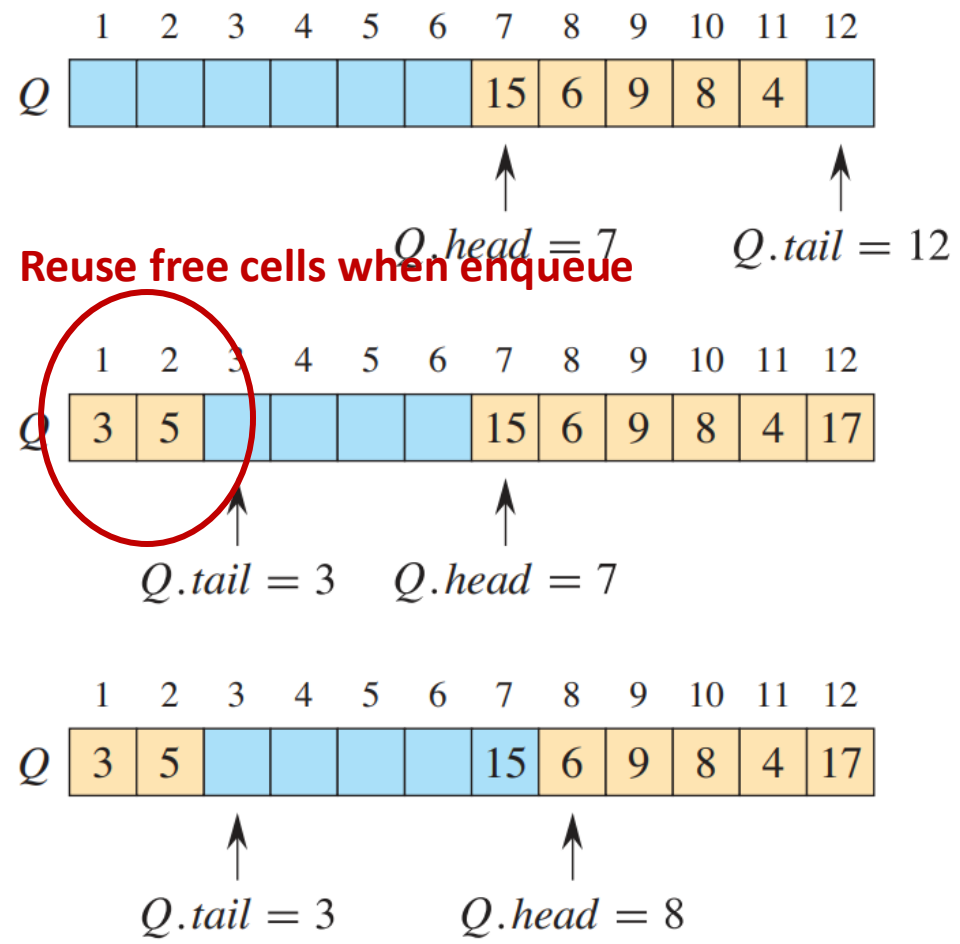 1 2 3 4 5 6 7 8 9 10 11 12
Q 15 6 9 8 4
Q.head = 7 Q.tail = 12
Reuse free cells when enqueue
1 2 3 4 5 6 7 8 9 10 11 12
Q 3 5 15 6 9 8 4 17
Q.tail = 3 Q.head = 7
1 2 3 4 5 6 7 8 9 10 11 12
Q 3 5 15 6 9 8 4 17
Q.tail = 3 Q.head = 8